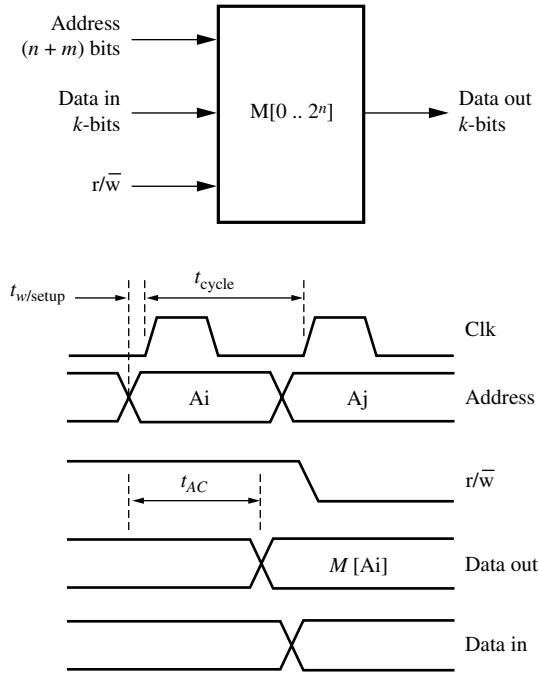 Address
(n + m) bits
Data in
k-bits
r/w̅
M[0 .. 2ⁿ]
Data out
k-bits
t_w/setup
t_cycle
Clk
Ai
Aj
Address
r/w̅
t_AC
M [Ai]
Data out
Data in